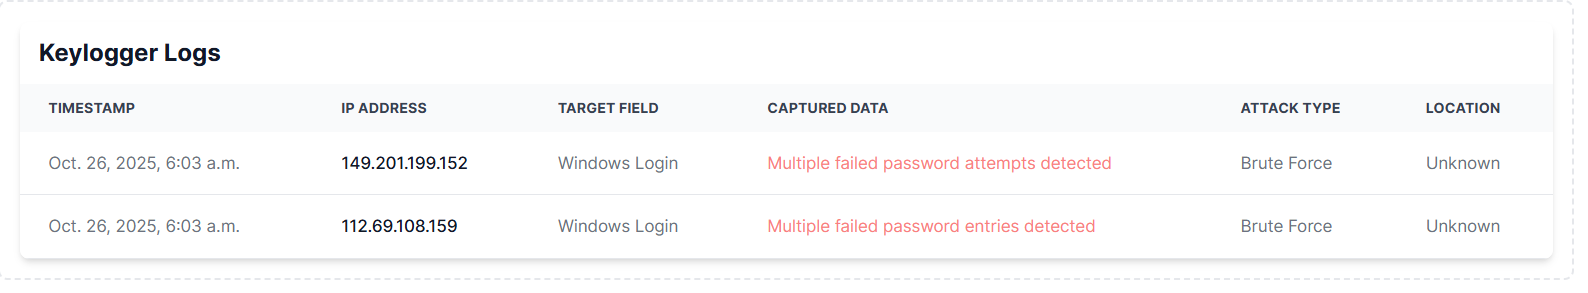 Keylogger Logs
TIMESTAMP IP ADDRESS TARGET FIELD CAPTURED DATA ATTACK TYPE LOCATION
Oct. 26, 2025, 6:03 a.m. 149.201.199.152 Windows Login Multiple failed password attempts detected Brute Force Unknown
Oct. 26, 2025, 6:03 a.m. 112.69.108.159 Windows Login Multiple failed password entries detected Brute Force Unknown